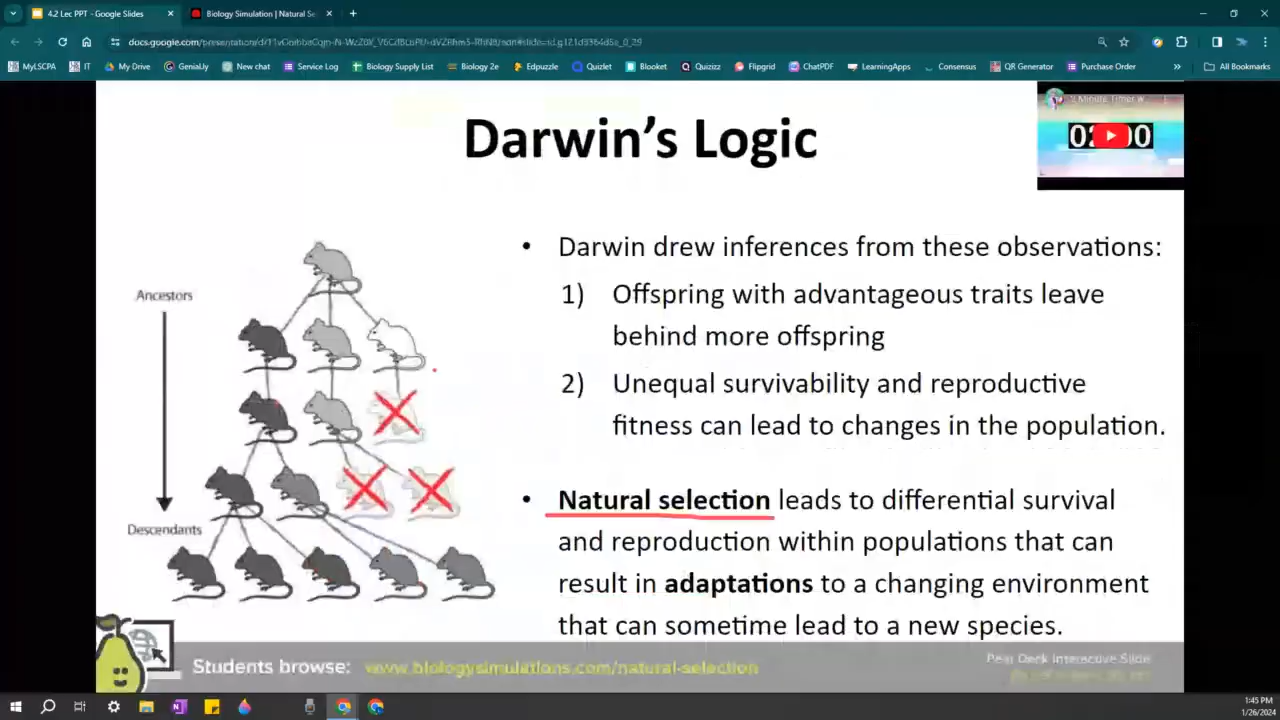 4.2 Lec PPT - Google Slides
Biology Simulation | Natural Se
MyLSCPA
IT
My Drive
Genially
New chat
Service Log
Biology Supply List
Biology 2e
Edpuzzle
Quizlet
Blooket
Quizizz
Flipgrid
ChatPDF
LearningApps
Consensus
QR Generator
Purchase Order
All Bookmarks
Darwin's Logic
2 Minute Timer w...
Ancestors
Descendants
• Darwin drew inferences from these observations:
1) Offspring with advantageous traits leave
behind more offspring
2) Unequal survivability and reproductive
fitness can lead to changes in the population.
• Natural selection leads to differential survival
and reproduction within populations that can
result in adaptations to a changing environment
that can sometime lead to a new species.
Students browse: www.biologysimulations.com/natural-selection
Pear Deck Interactive Slide
1:45 PM
1/26/2024